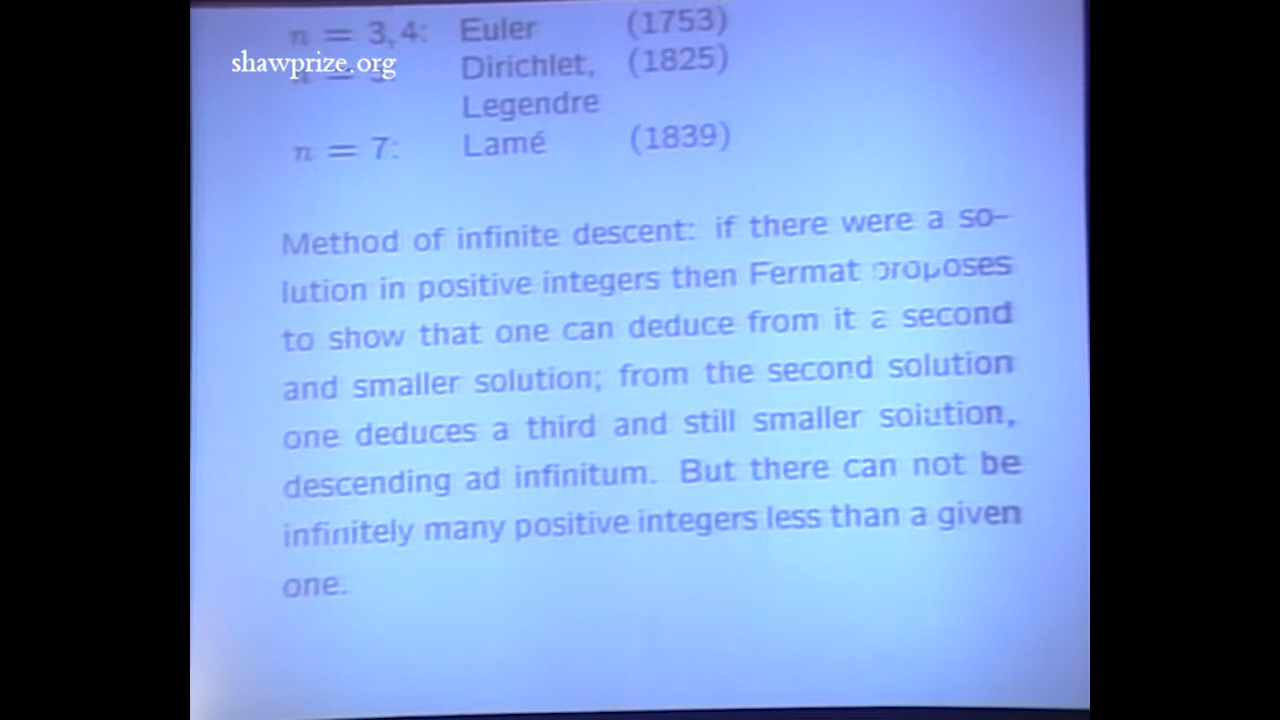 n = 3, 4: Euler (1753)
shawprize.org
Dirichlet, (1825)
Legendre
n = 7: Lamé (1839)
Method of infinite descent: if there were a so-
lution in positive integers then Fermat proposes
to show that one can deduce from it a second
and smaller solution; from the second solution
one deduces a third and still smaller solution,
descending ad infinitum. But there can not be
infinitely many positive integers less than a given
one.